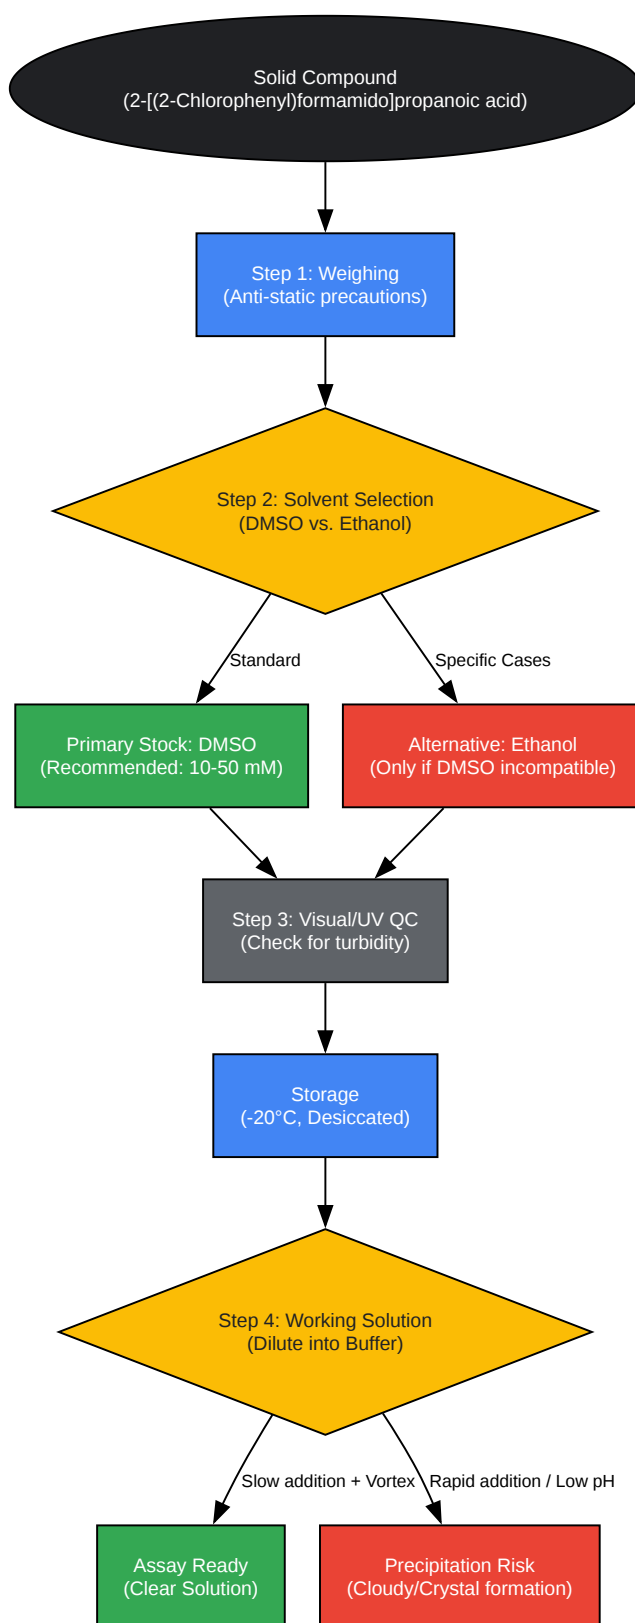 Solid Compound
(2-[(2-Chlorophenyl)formamido]propanoic acid)
Step 1: Weighing
(Anti-static precautions)
Step 2: Solvent Selection
(DMSO vs. Ethanol)
Standard
Specific Cases
Primary Stock: DMSO
(Recommended: 10-50 mM)
Alternative: Ethanol
(Only if DMSO incompatible)
Step 3: Visual/UV QC
(Check for turbidity)
Storage
(-20°C, Desiccated)
Step 4: Working Solution
(Dilute into Buffer)
Slow addition + Vortex
Rapid addition / Low pH
Assay Ready
(Clear Solution)
Precipitation Risk
(Cloudy/Crystal formation)